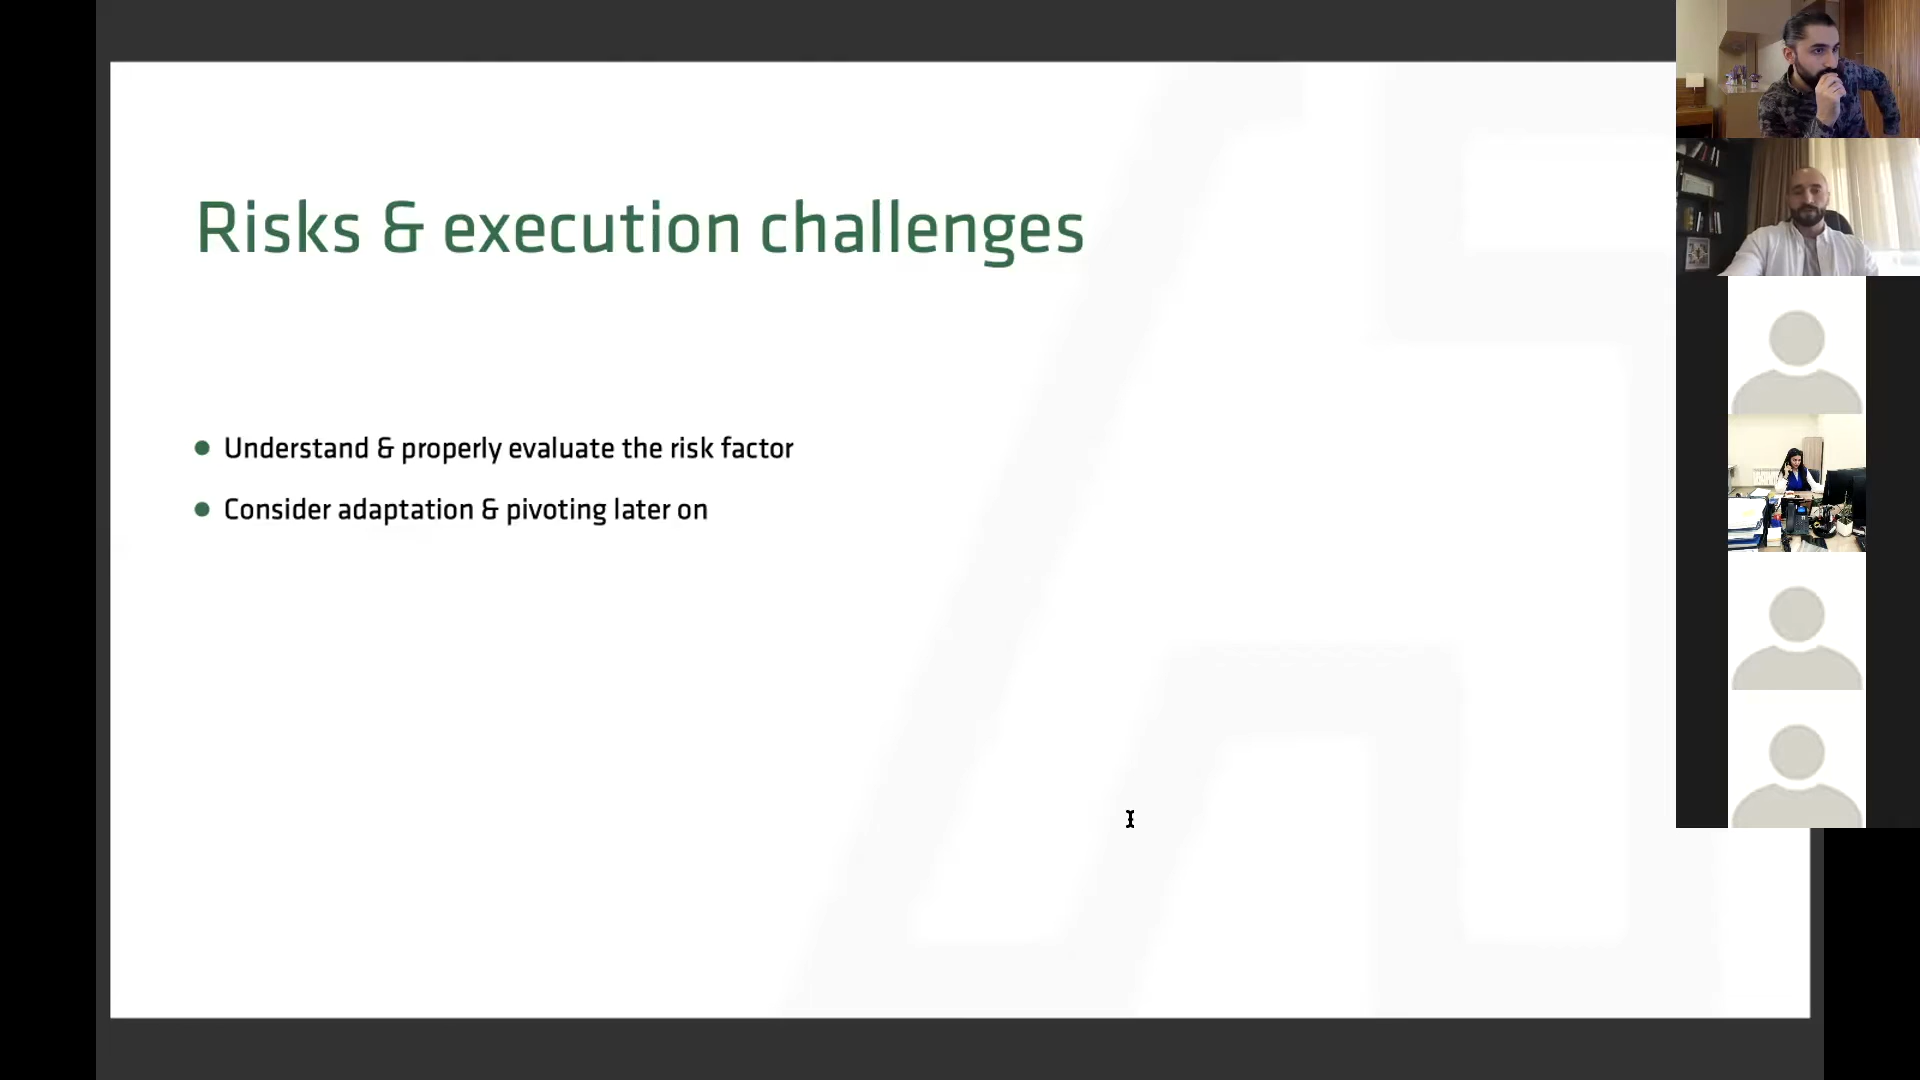 Risks & execution challenges
Understand & properly evaluate the risk factor
Consider adaptation & pivoting later on